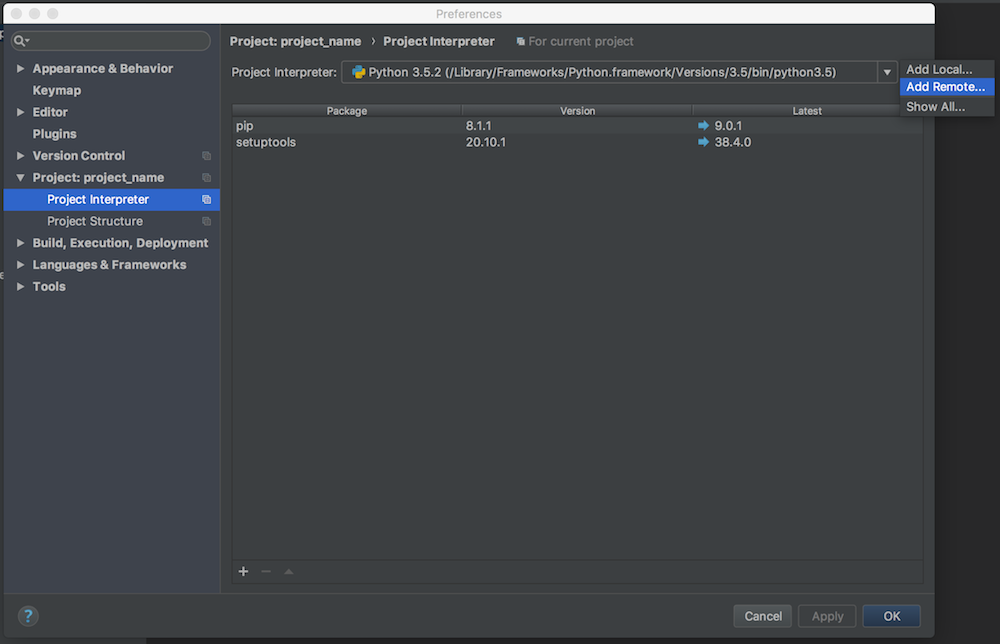 Preferences
Project: project_name › Project Interpreter For current project
Appearance & Behavior
Keymap
Editor
Plugins
Version Control
Project: project_name
Project Interpreter
Project Structure
Build, Execution, Deployment
Languages & Frameworks
Tools
Project Interpreter: Python 3.5.2 (/Library/Frameworks/Python.framework/Versions/3.5/bin/python3.5)
Add Local...
Add Remote...
Show All...
Package Version Latest
pip 8.1.1 9.0.1
setuptools 20.10.1 38.4.0
?
Cancel Apply OK